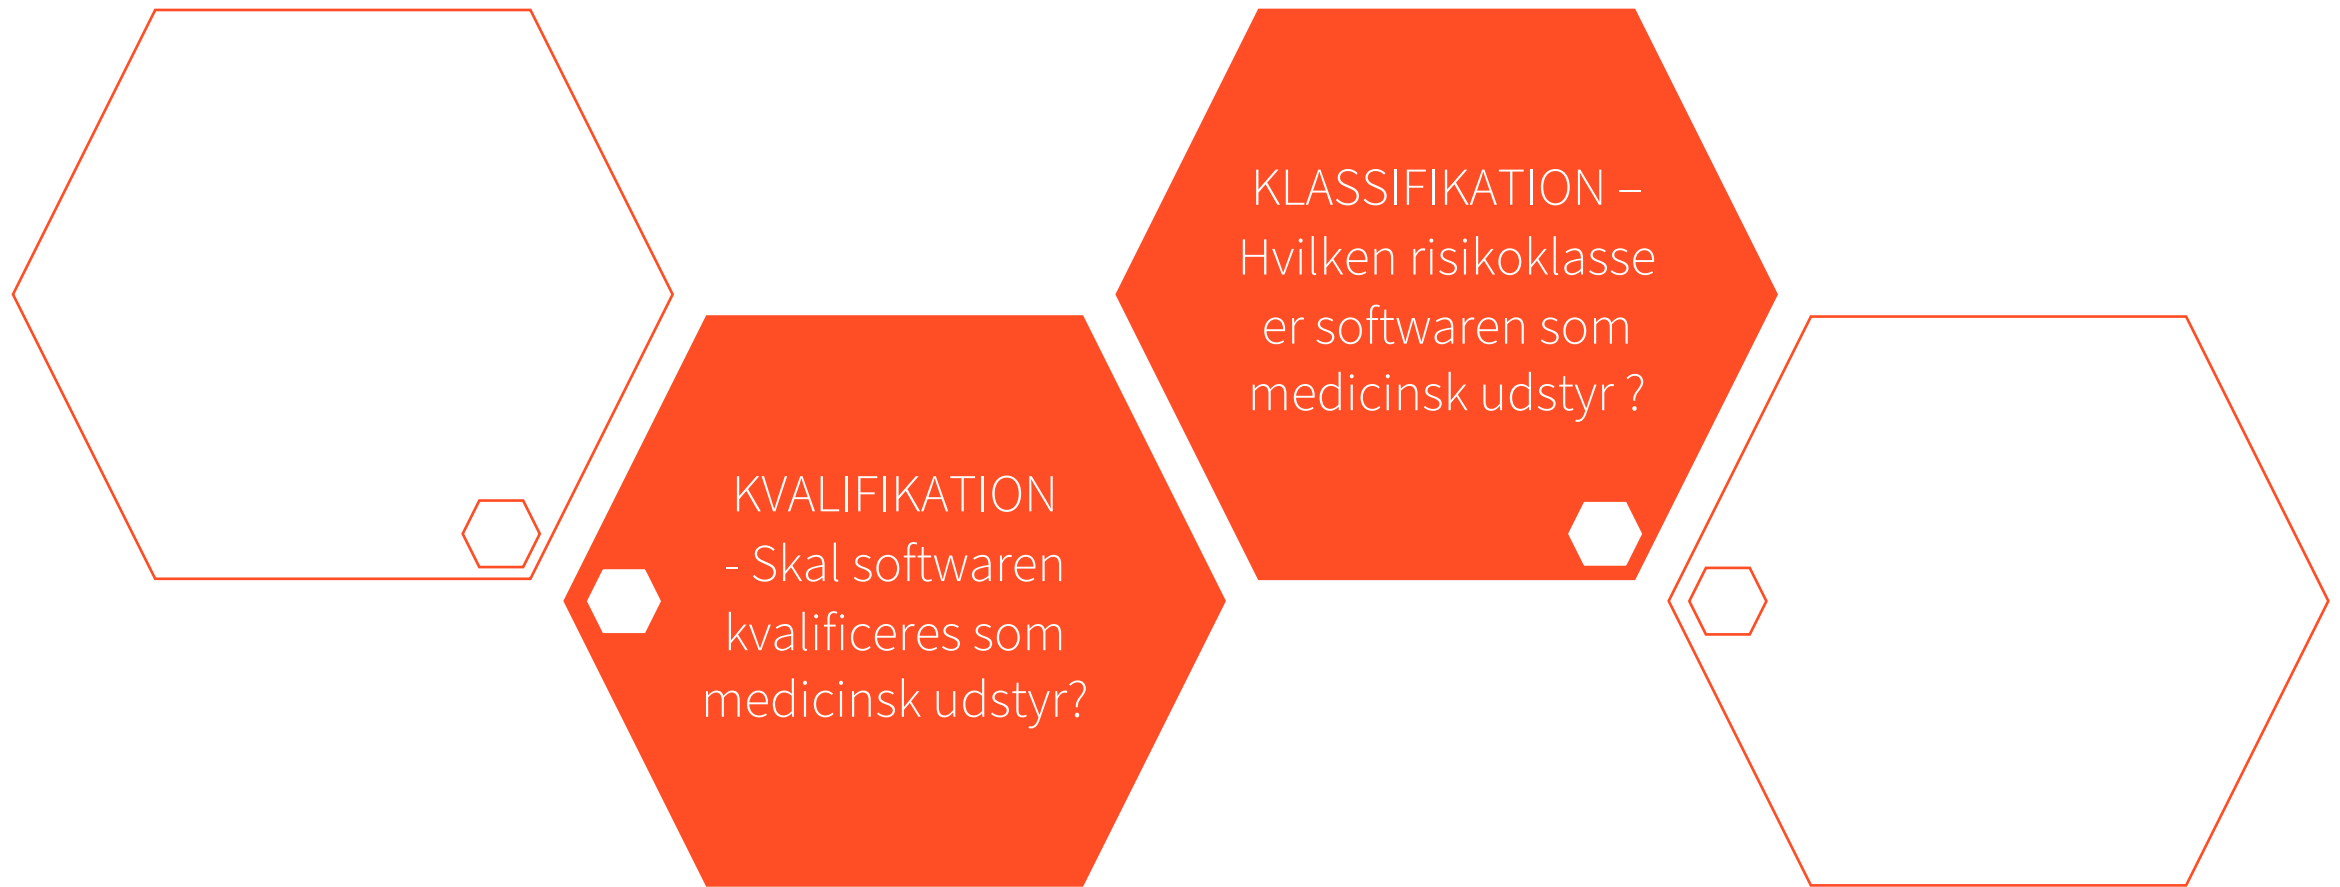 KVALIFIKATION
- Skal softwaren
kvalificeres som
medicinsk udstyr?
KLASSIFIKATION –
Hvilken risikoklasse
er softwaren som
medicinsk udstyr ?